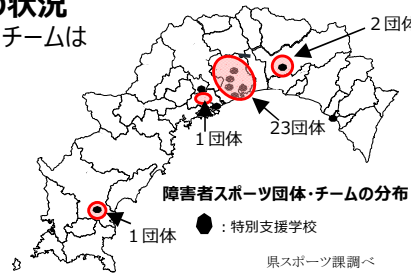 の状況
チームは
2団体
1団体
23団体
障害者スポーツ団体・チームの分布
1団体
：特別支援学校
県スポーツ課調べ